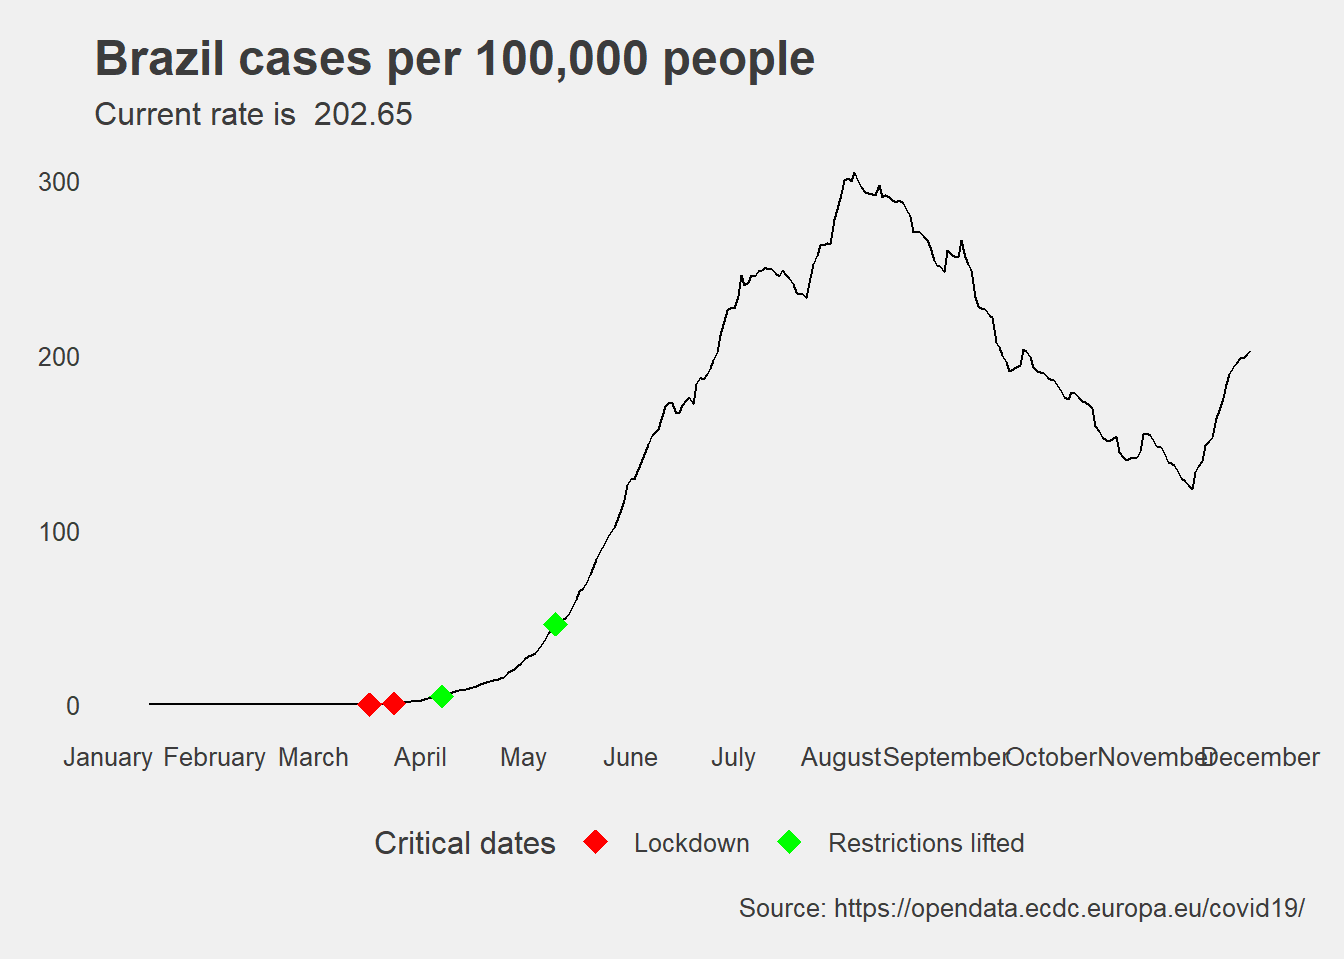 Brazil cases per 100,000 people
Current rate is  202.65
300
200
100
0
January February March April May June July August September October November December
Critical dates Lockdown Restrictions lifted
Source: https://opendata.ecdc.europa.eu/covid19/